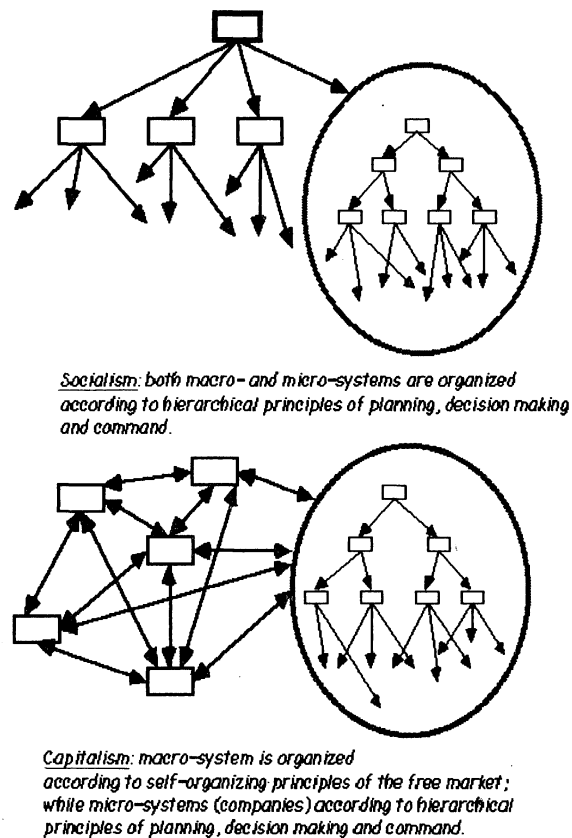 Socialism: both macro- and micro-systems are organized
according to hierarchical principles of planning, decision making
and command.
Capitalism: macro-system is organized
according to self-organizing principles of the free market;
while micro-systems (companies) according to hierarchical
principles of planning, decision making and command.